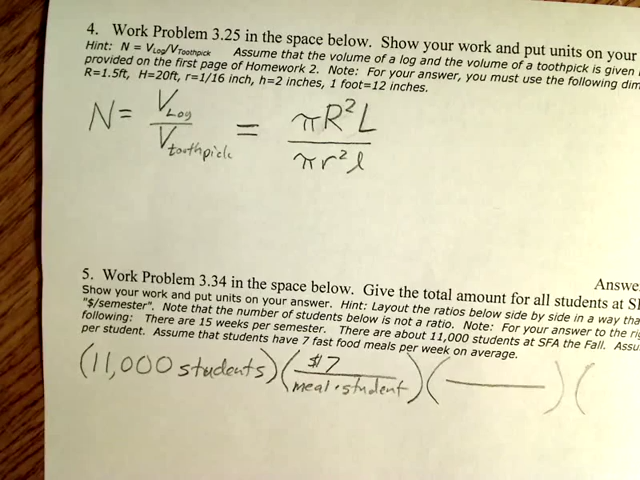 4. Work Problem 3.25 in the space below. Show your work and put units on your
Hint: N = VLog/VToothpick Assume that the volume of a log and the volume of a toothpick is given
provided on the first page of Homework 2. Note: For your answer, you must use the following dim
R=1.5ft, H=20ft, r=1/16 inch, h=2 inches, 1 foot=12 inches.
N = VLog / Vtoothpick = πR²L / πr²l
5. Work Problem 3.34 in the space below. Give the total amount for all students at SF
Answe
Show your work and put units on your answer. Hint: Layout the ratios below side by side in a way tha
"$/semester". Note that the number of students below is not a ratio. Note: For your answer to the ri
following: There are 15 weeks per semester. There are about 11,000 students at SFA the Fall. Assu
per student. Assume that students have 7 fast food meals per week on average.
(11,000 students) ($17 / meal·student) ( ) (